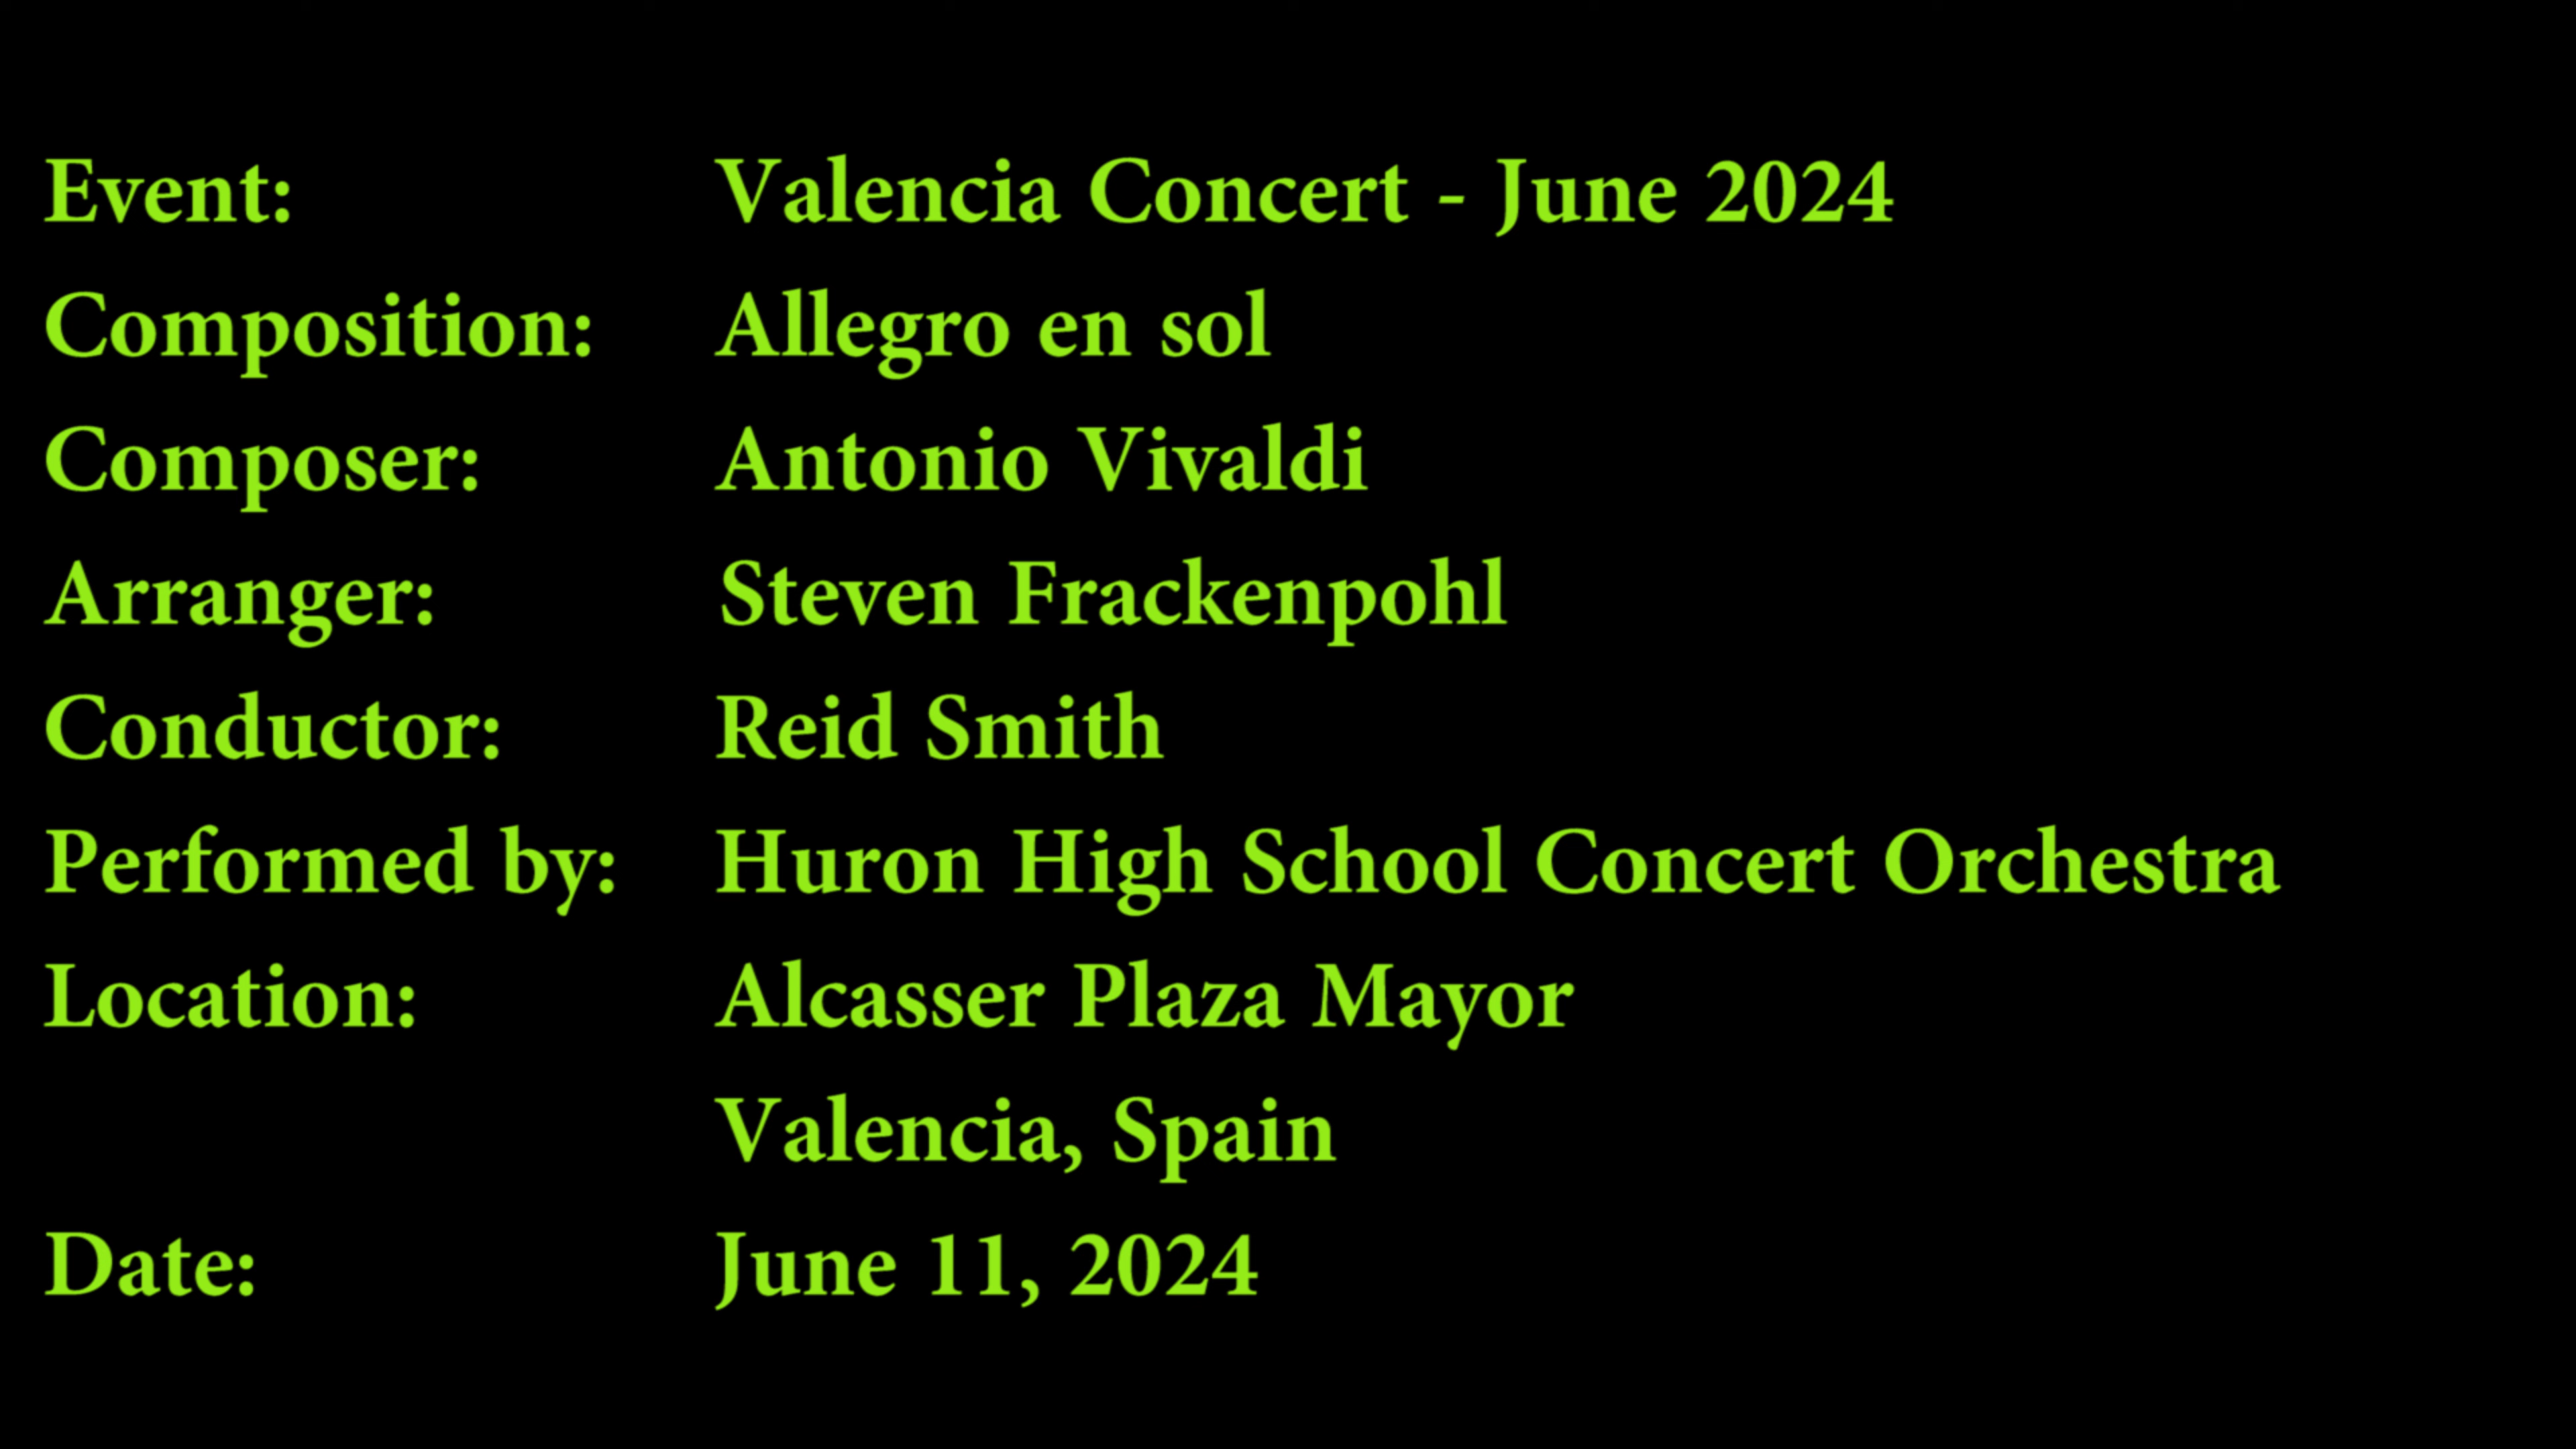 Event: Valencia Concert - June 2024
Composition: Allegro en sol
Composer: Antonio Vivaldi
Arranger: Steven Frackenpohl
Conductor: Reid Smith
Performed by: Huron High School Concert Orchestra
Location: Alcasser Plaza Mayor
Valencia, Spain
Date: June 11, 2024